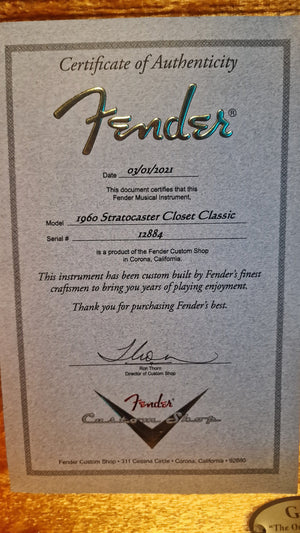 Certificate of Authenticity
Fender®
Date 03/01/2021
This document certifies that this
Fender Musical Instrument,
Model 1960 Stratocaster Closet Classic
Serial # 12884
is a product of the Fender Custom Shop
in Corona, California.
This instrument has been custom built by Fender's finest
craftsmen to bring you years of playing enjoyment.
Thank you for purchasing Fender's best.
Ron Thorn
Director of Custom Shop
Fender
Custom Shop
Fender Custom Shop • 311 Cessna Circle • Corona, California • 92880
G
"The O